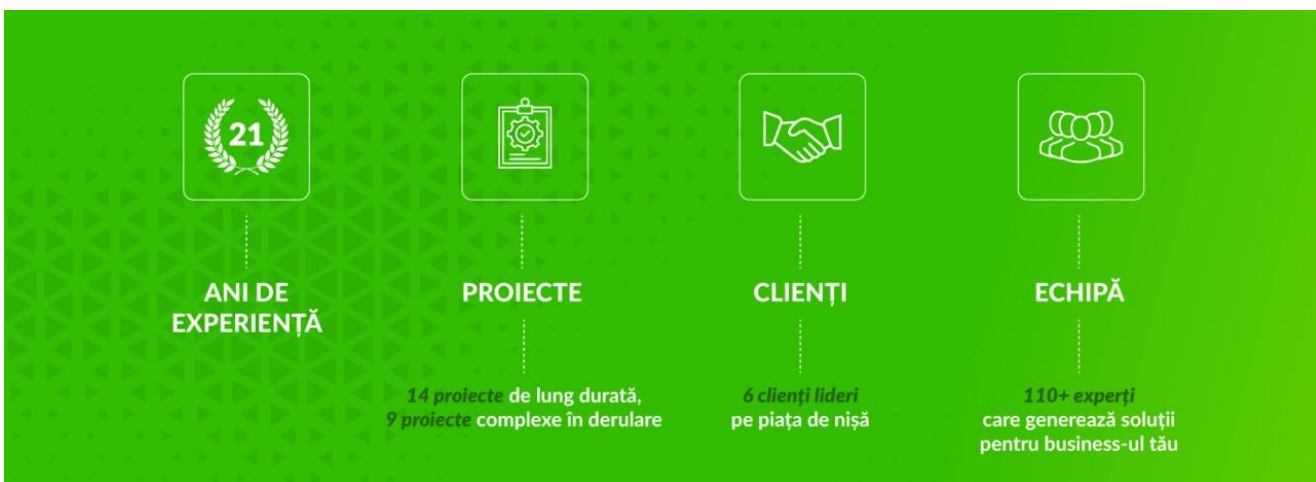 21
ANI DE
EXPERIENȚĂ
PROIECTE
14 proiecte de lung durată,
9 proiecte complexe în derulare
CLIENȚI
6 clienți lideri
pe piața de nișă
ECHIPĂ
110+ experți
care generează soluții
pentru business-ul tău